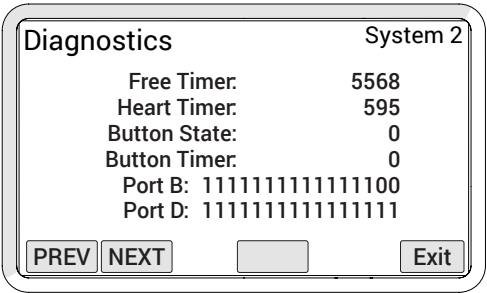 Diagnostics System 2
Free Timer: 5568
Heart Timer: 595
Button State: 0
Button Timer: 0
Port B: 1111111111111100
Port D: 1111111111111111
PREV NEXT Exit